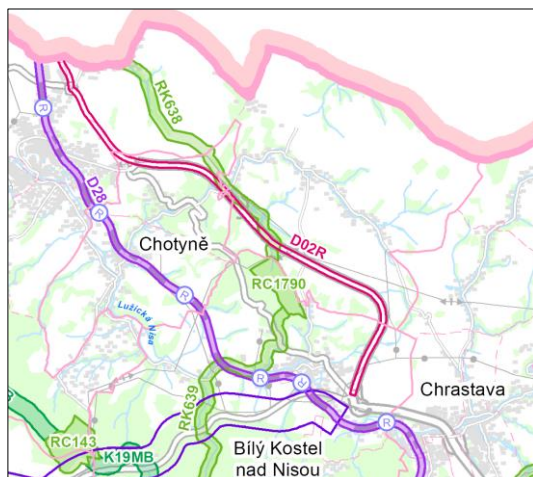 RK638
R
D28
R
D02R
Chotyně
RC1790
R
Lužická
Nisa
RK639
R
R
Chrastava
R
RC143
K19MB
Bílý Kostel
nad Nisou